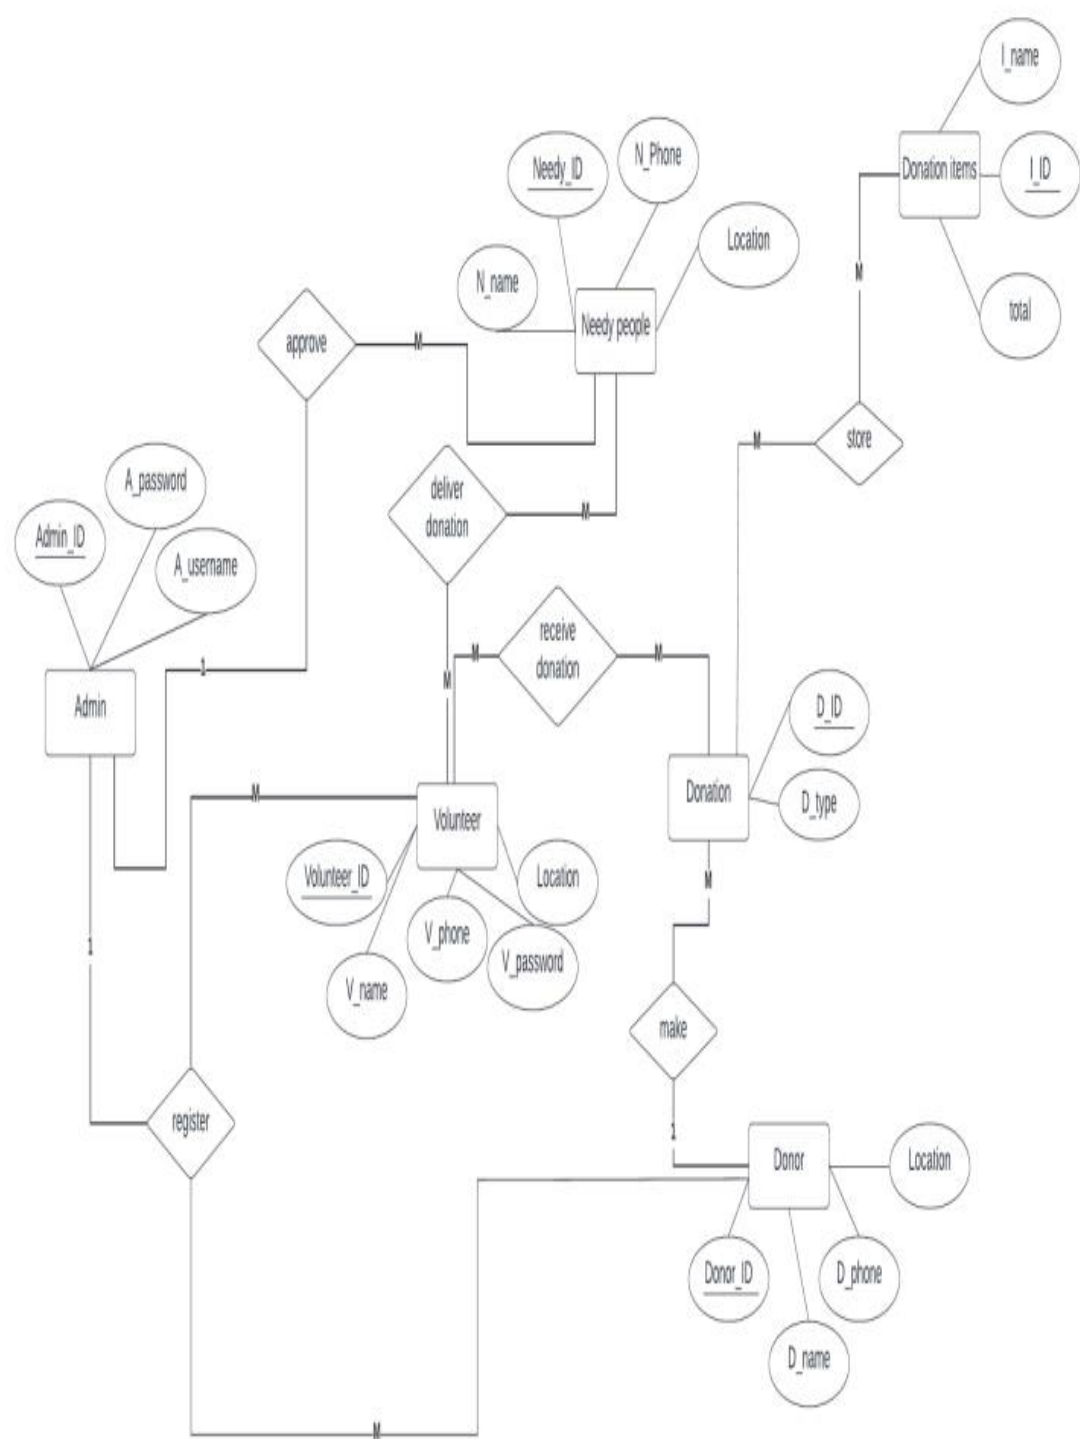 I_name
N_Phone
Needy_ID
Donation items
I_ID
Location
N_name
total
Needy people
approve
M
M
store
M
A_password
deliver
donation
M
Admin_ID
A_username
receive
donation
M
M
1
M
Admin
D_ID
Donation
D_type
M
Volunteer
Volunteer_ID
Location
M
V_phone
V_password
V_name
1
make
register
1
Donor
Location
Donor_ID
D_phone
D_name
M